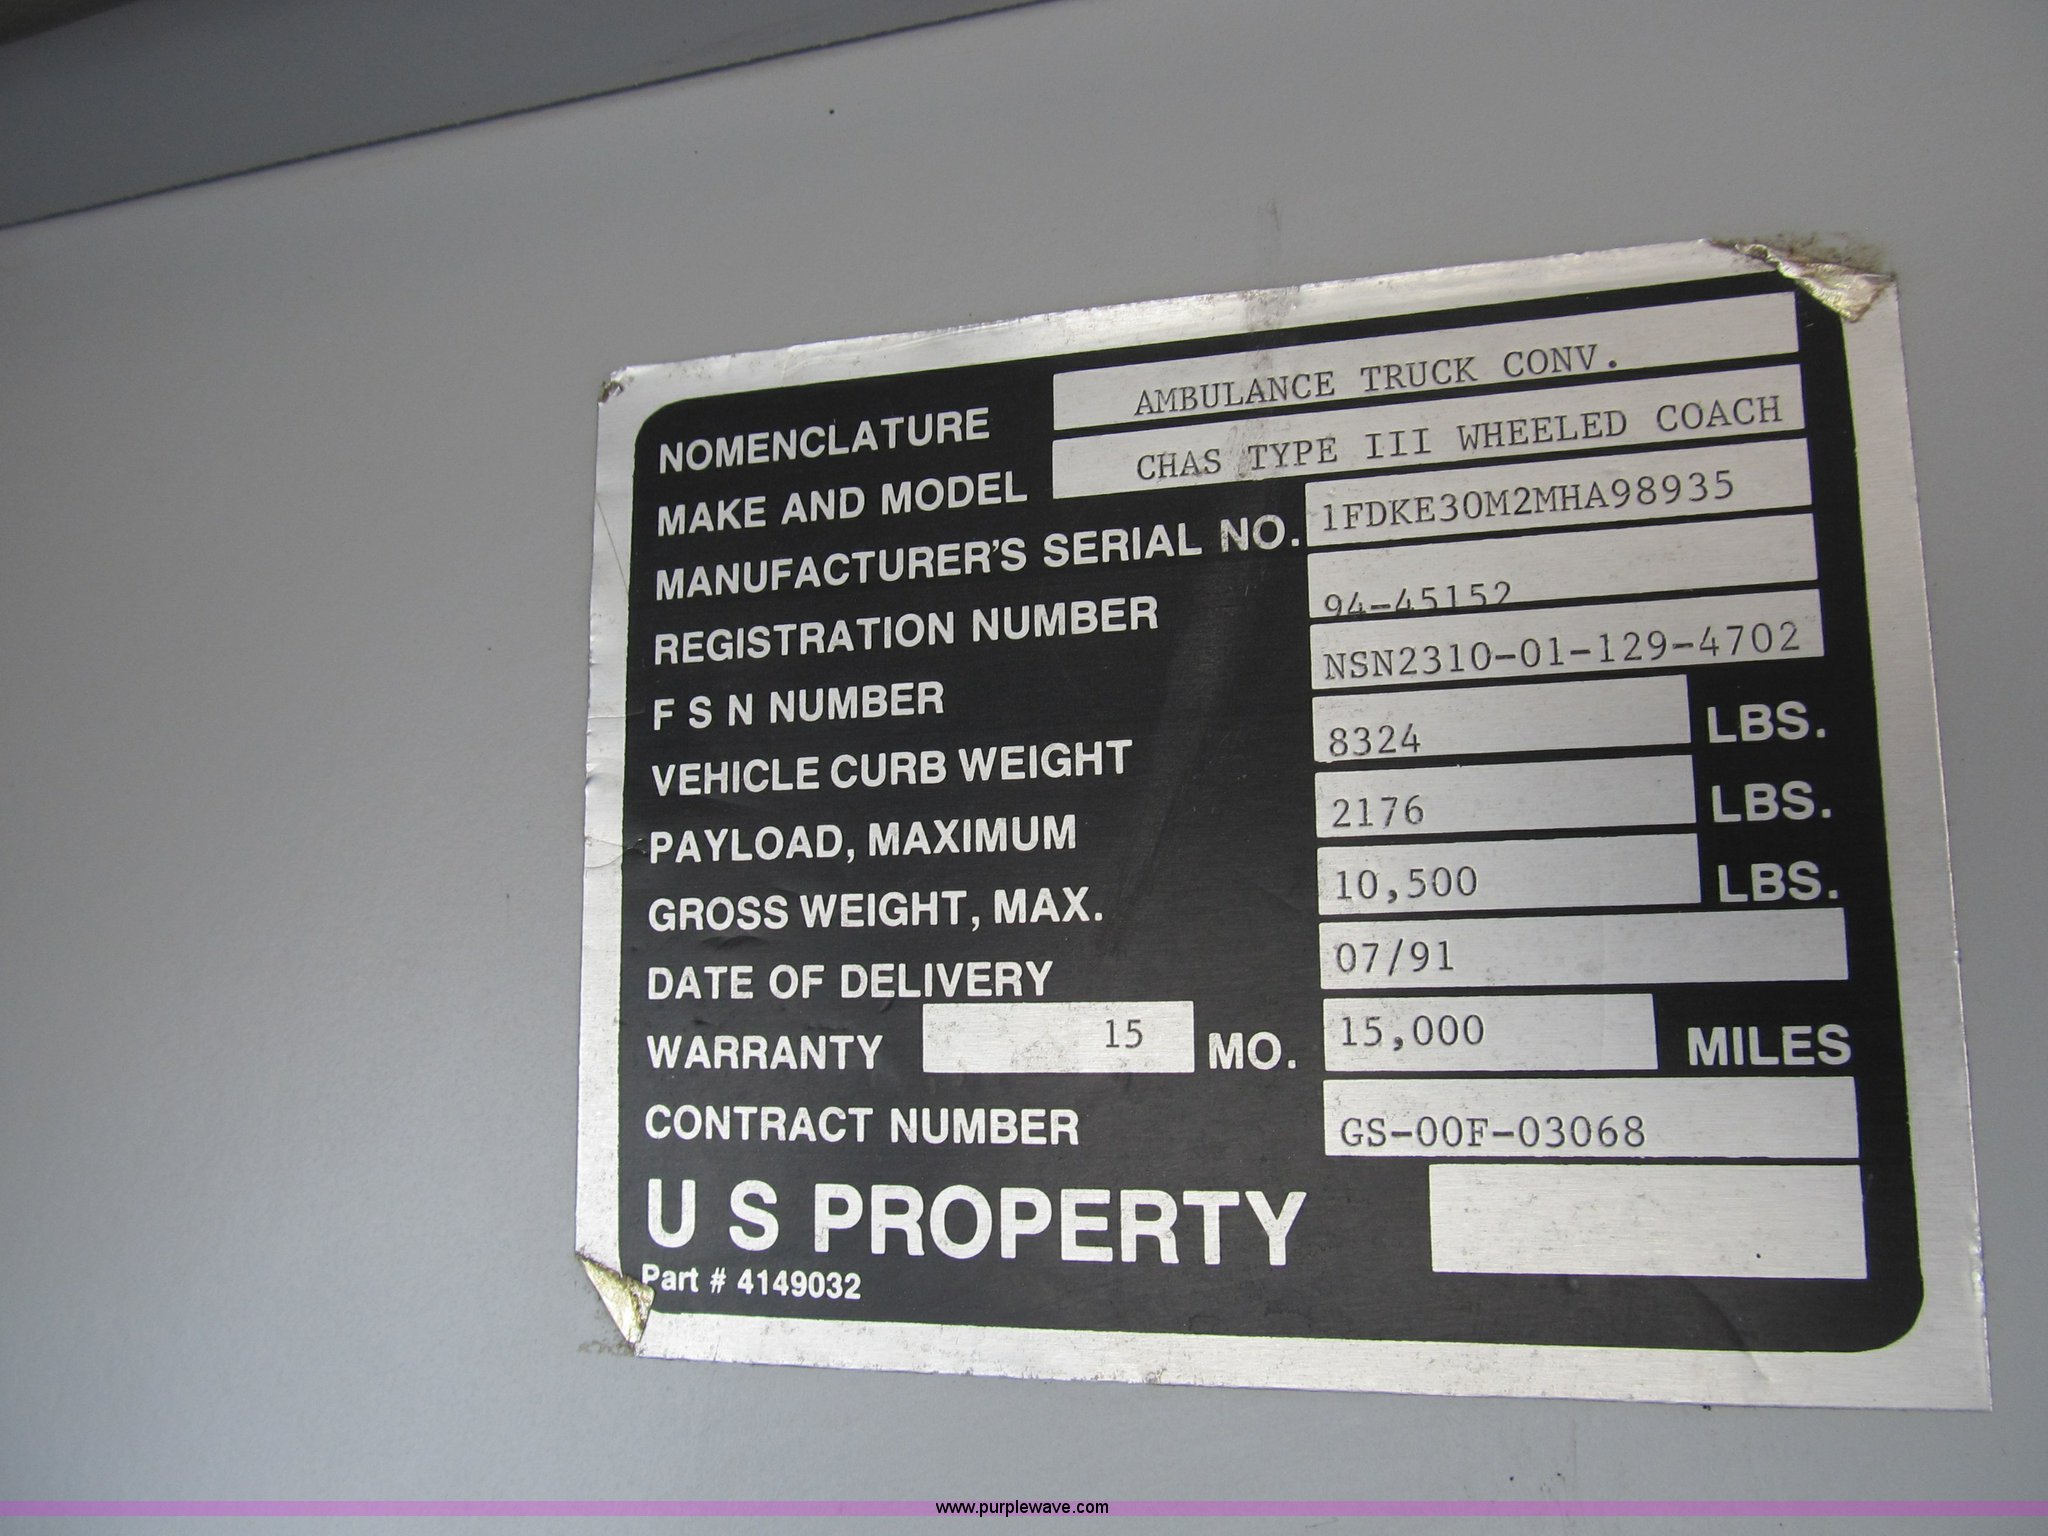 NOMENCLATURE AMBULANCE TRUCK CONV.
MAKE AND MODEL CHAS TYPE III WHEELED COACH
MANUFACTURER'S SERIAL NO. 1FDKE30M2MHA98935
REGISTRATION NUMBER 94-45152
F S N NUMBER NSN2310-01-129-4702
VEHICLE CURB WEIGHT 8324 LBS.
PAYLOAD, MAXIMUM 2176 LBS.
GROSS WEIGHT, MAX. 10,500 LBS.
DATE OF DELIVERY 07/91
WARRANTY 15 MO. 15,000 MILES
CONTRACT NUMBER GS-00F-03068
U S PROPERTY
Part # 4149032
www.purplewave.com